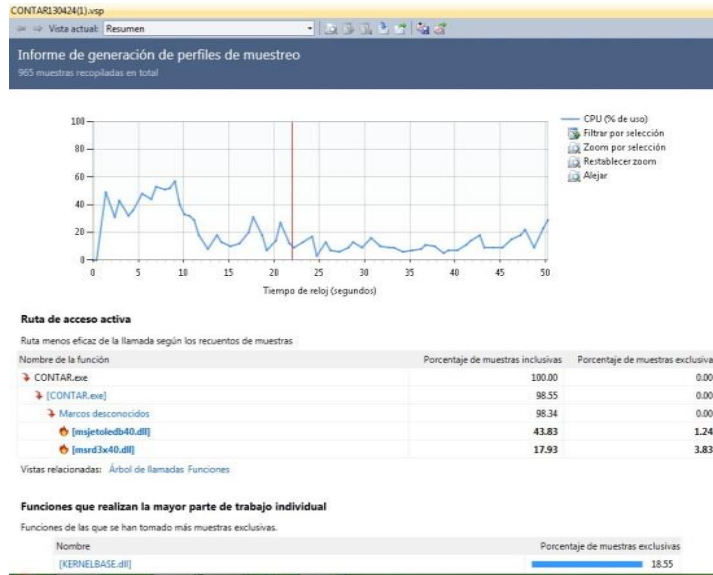 CONTAR130424(1).vsp
Vista actual: Resumen
Informe de generación de perfiles de muestreo
965 muestras recopiladas en total
100
80
60
40
20
0
0 5 10 15 20 25 30 35 40 45 50
Tiempo de reloj (segundos)
CPU (% de uso)
Filtrar por selección
Zoom por selección
Restablecer zoom
Alejar
Ruta de acceso activa
Ruta menos eficaz de la llamada según los recuentos de muestras
Nombre de la función Porcentaje de muestras inclusivas Porcentaje de muestras exclusiva
CONTAR.exe 100.00 0.00
[CONTAR.exe] 98.55 0.00
Marcos desconocidos 98.34 0.00
[msjetoledb40.dll] 43.83 1.24
[msrd3x40.dll] 17.93 3.83
Vistas relacionadas: Árbol de llamadas Funciones
Funciones que realizan la mayor parte de trabajo individual
Funciones de las que se han tomado más muestras exclusivas.
Nombre Porcentaje de muestras exclusivas
[KERNELBASE.dll] 18.55